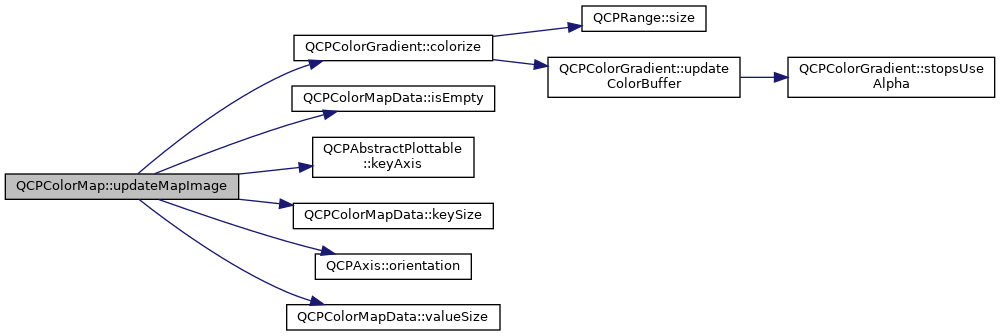 QCPColorMap::updateMapImage
QCPColorGradient::colorize
QCPRange::size
QCPColorGradient::update
ColorBuffer
QCPColorGradient::stopsUse
Alpha
QCPColorMapData::isEmpty
QCPAbstractPlottable
::keyAxis
QCPColorMapData::keySize
QCPAxis::orientation
QCPColorMapData::valueSize